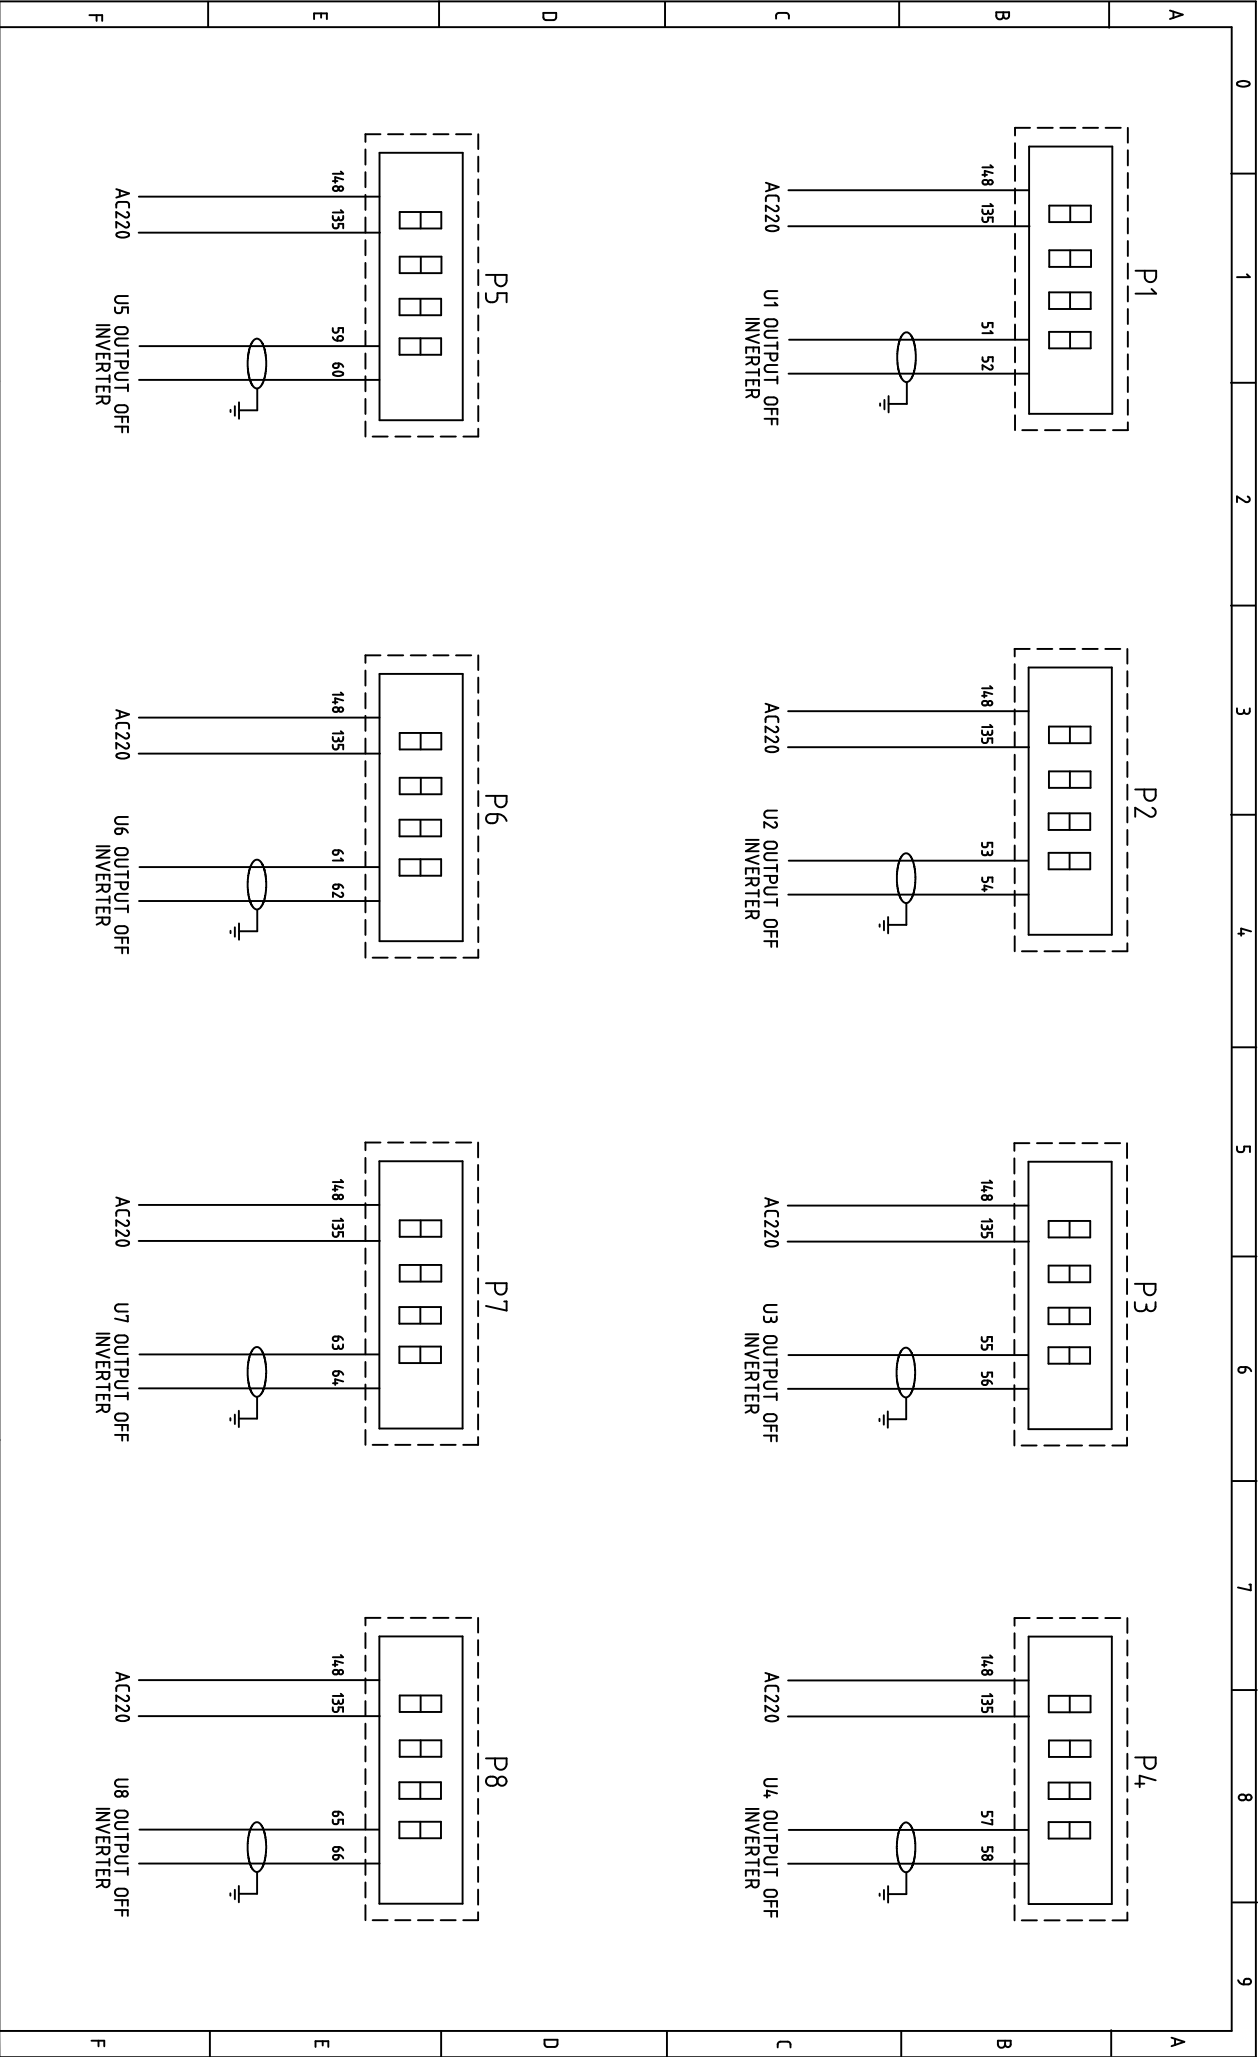 0 1 2 3 4 5 6 7 8 9
A A
B B
C C
D D
E E
F F
P1
148 135 51 52
AC220
U1 OUTPUT OFF
INVERTER
P2
148 135 53 54
AC220
U2 OUTPUT OFF
INVERTER
P3
148 135 55 56
AC220
U3 OUTPUT OFF
INVERTER
P4
148 135 57 58
AC220
U4 OUTPUT OFF
INVERTER
P5
148 135 59 60
AC220
U5 OUTPUT OFF
INVERTER
P6
148 135 61 62
AC220
U6 OUTPUT OFF
INVERTER
P7
148 135 63 64
AC220
U7 OUTPUT OFF
INVERTER
P8
148 135 65 66
AC220
U8 OUTPUT OFF
INVERTER